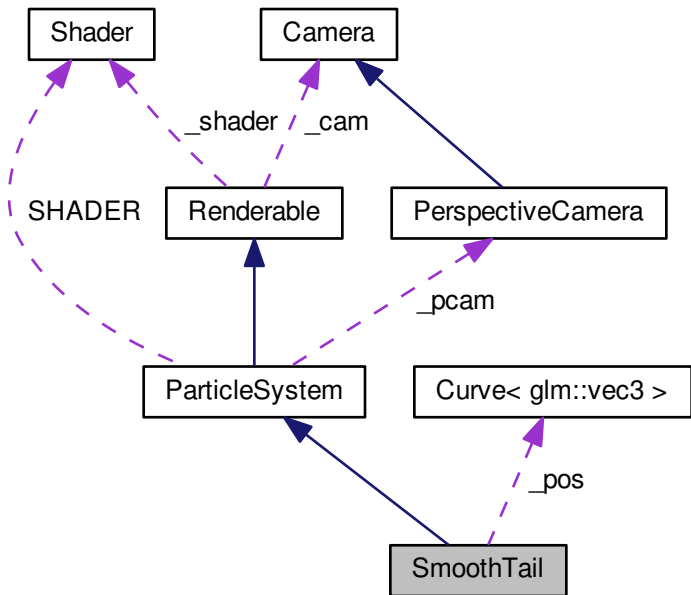 Shader
Camera
_shader
_cam
Renderable
PerspectiveCamera
SHADER
_pcam
ParticleSystem
Curve< glm::vec3 >
_pos
SmoothTail